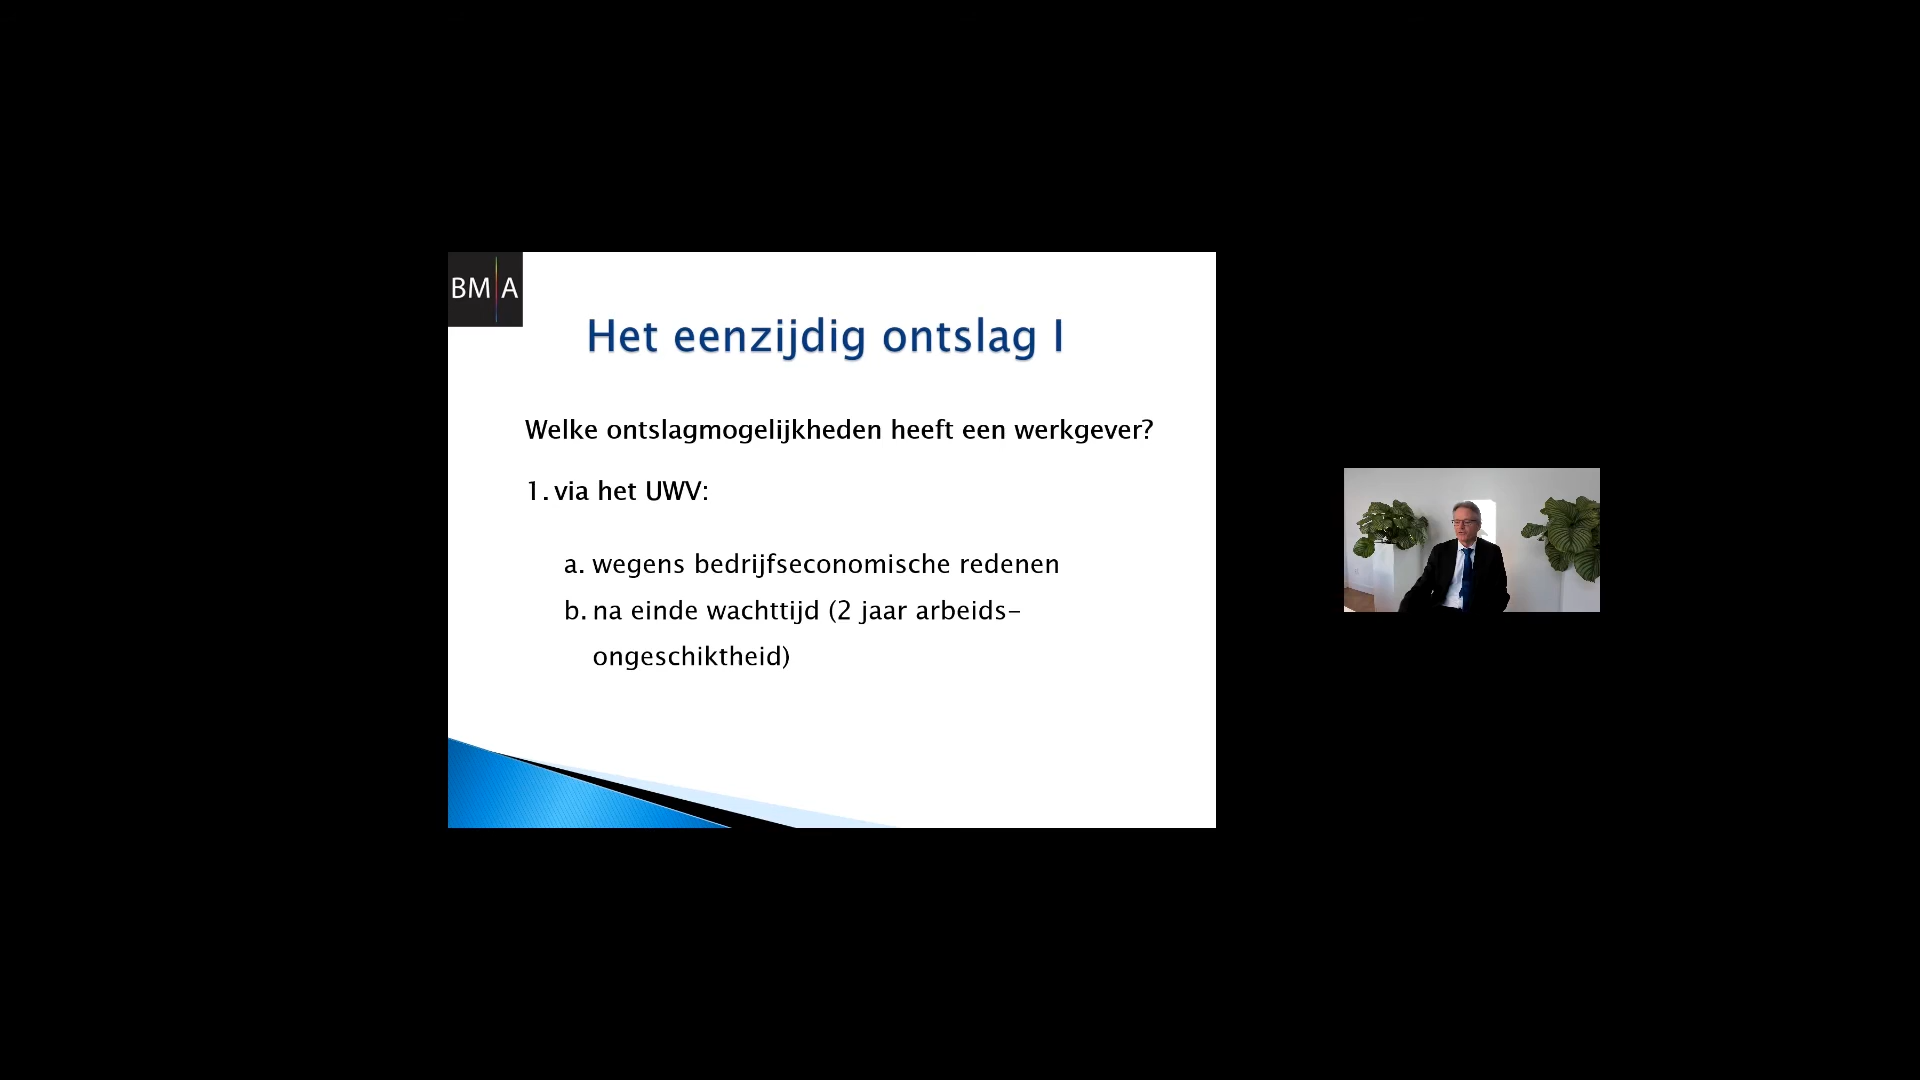 BM|A
Het eenzijdig ontslag I
Welke ontslagmogelijkheden heeft een werkgever?
1. via het UWV:
a. wegens bedrijfseconomische redenen
b. na einde wachttijd (2 jaar arbeids-
ongeschiktheid)